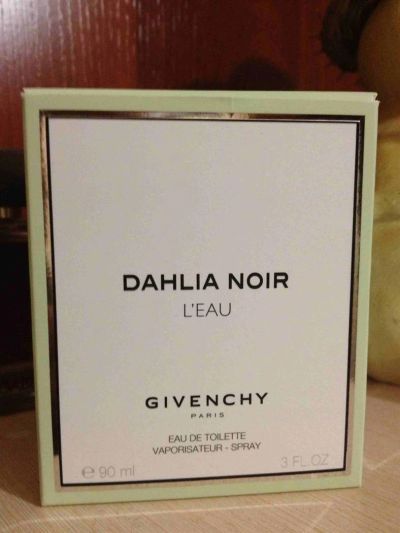 DAHLIA NOIR
L'EAU
GIVENCHY
PARIS
EAU DE TOILETTE
VAPORISATEUR - SPRAY
℮ 90 ml 3 FL.OZ